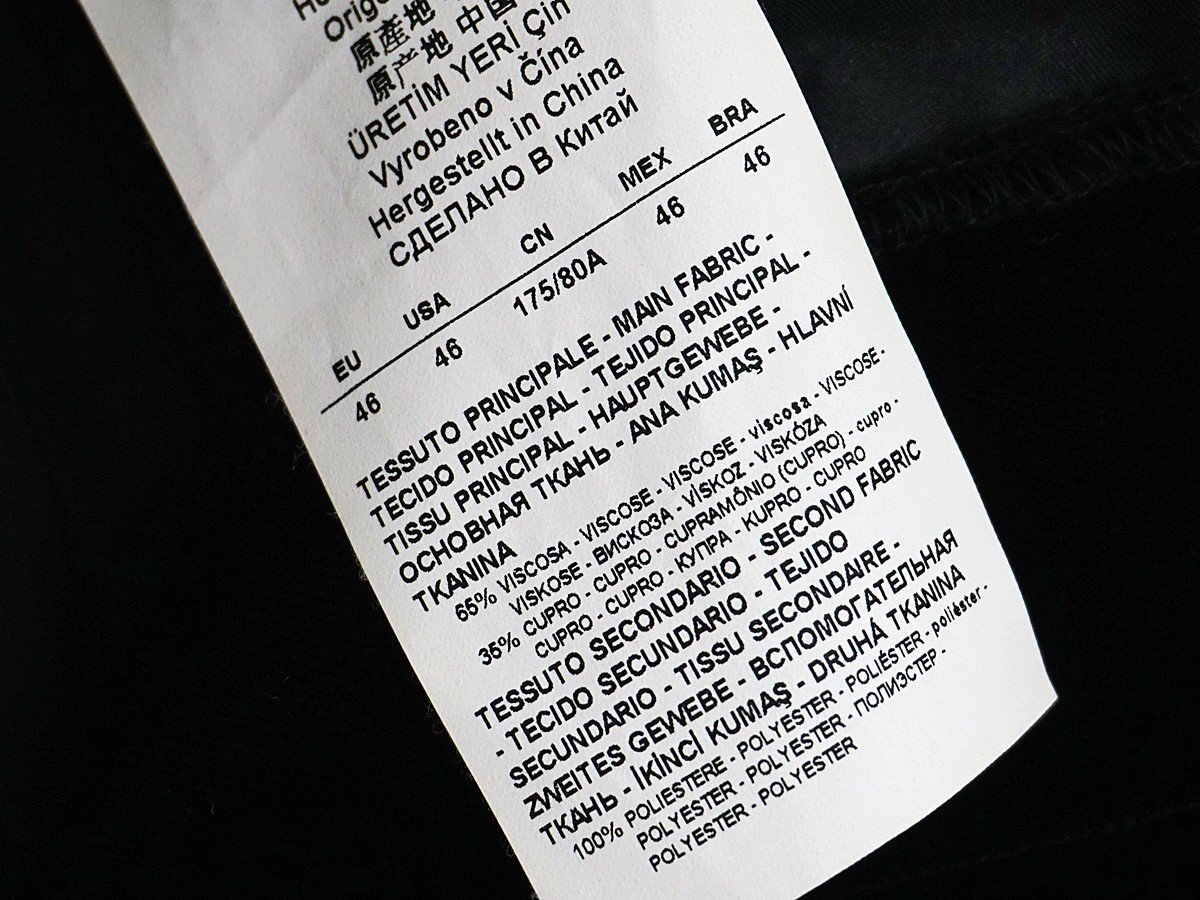 Orig
原產地
原产地 中国
ÜRETİM YERİ Çin
Vyrobeno v Čína
Hergestellt in China
СДЕЛАНО В Китай
EU USA CN MEX BRA
46 46 175/80A 46 46
TESSUTO PRINCIPALE - MAIN FABRIC -
TECIDO PRINCIPAL - TEJIDO PRINCIPAL -
TISSU PRINCIPAL - HAUPTGEWEBE -
ОСНОВНАЯ ТКАНЬ - ANA KUMAŞ - HLAVNÍ
TKANINA
65% VISCOSA - VISCOSE - VISCOSE - viscosa - VISCOSE -
VISKOSE - ВИСКОЗА - VİSKOZ - VISKÓZA
35% CUPRO - CUPRO - CUPRAMÔNIO (CUPRO) - cupro -
CUPRO - CUPRO - КУПРА - KUPRO - CUPRO
TESSUTO SECONDARIO - SECOND FABRIC
- TECIDO SECUNDARIO - TEJIDO
SECUNDARIO - TISSU SECONDAIRE -
ZWEITES GEWEBE - ВСПОМОГАТЕЛЬНАЯ
ТКАНЬ - İKİNCİ KUMAŞ - DRUHÁ TKANINA
100% POLIESTERE - POLYESTER - POLIÉSTER - poliéster -
POLYESTER - POLYESTER - ПОЛИЭСТЕР -
POLYESTER - POLYESTER